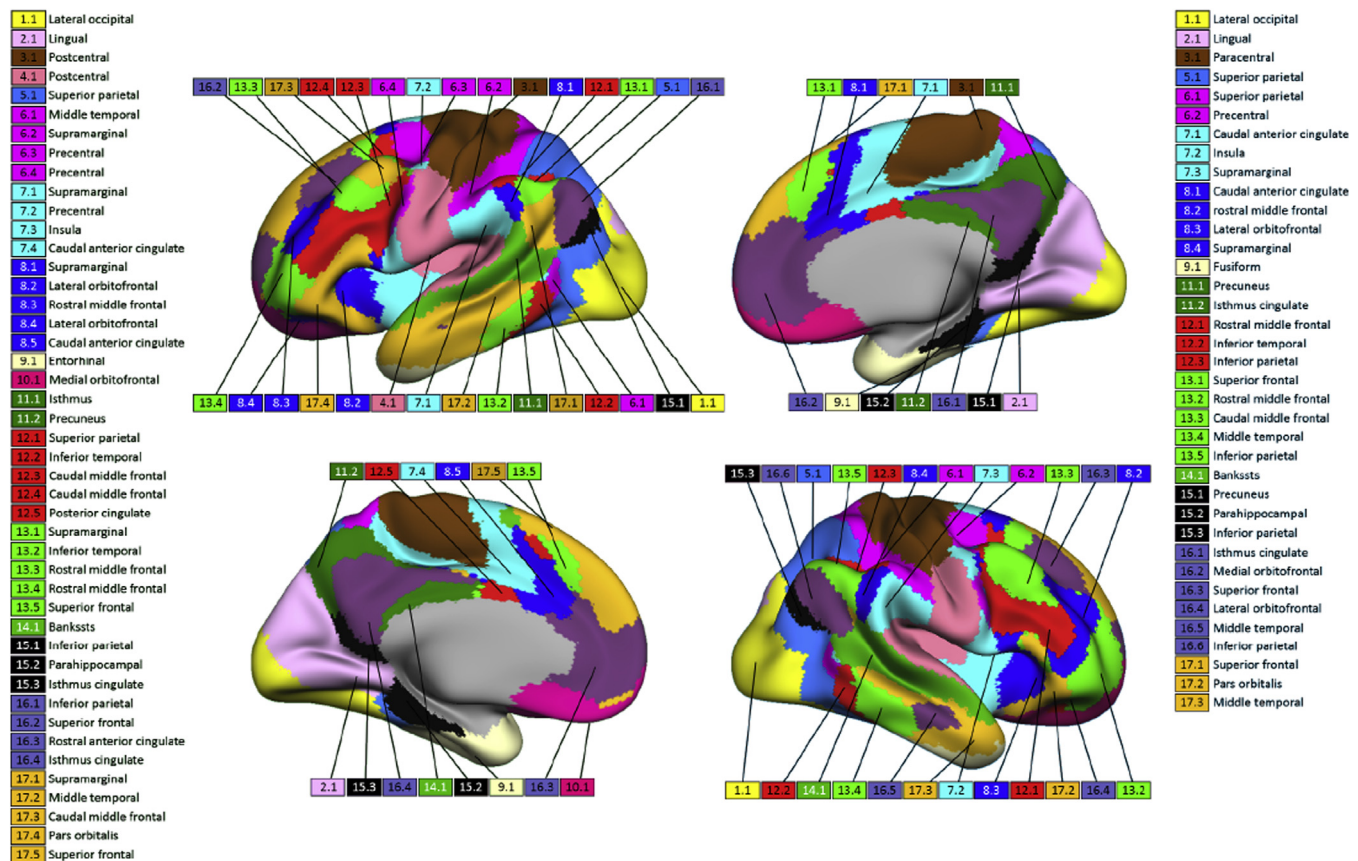 1.1 Lateral occipital
2.1 Lingual
3.1 Postcentral
4.1 Postcentral
5.1 Superior parietal
6.1 Middle temporal
6.2 Supramarginal
6.3 Precentral
6.4 Precentral
7.1 Supramarginal
7.2 Precentral
7.3 Insula
7.4 Caudal anterior cingulate
8.1 Supramarginal
8.2 Lateral orbitofrontal
8.3 Rostral middle frontal
8.4 Lateral orbitofrontal
8.5 Caudal anterior cingulate
9.1 Entorhinal
10.1 Medial orbitofrontal
11.1 Isthmus
11.2 Precuneus
12.1 Superior parietal
12.2 Inferior temporal
12.3 Caudal middle frontal
12.4 Caudal middle frontal
12.5 Posterior cingulate
13.1 Supramarginal
13.2 Inferior temporal
13.3 Rostral middle frontal
13.4 Rostral middle frontal
13.5 Superior frontal
14.1 Bankssts
15.1 Inferior parietal
15.2 Parahippocampal
15.3 Isthmus cingulate
16.1 Inferior parietal
16.2 Superior frontal
16.3 Rostral anterior cingulate
16.4 Isthmus cingulate
17.1 Supramarginal
17.2 Middle temporal
17.3 Caudal middle frontal
17.4 Pars orbitalis
17.5 Superior frontal
16.2 13.3 17.3 12.4 12.3 6.4 7.2 6.3 6.2 3.1 8.1 12.1 13.1 5.1 16.1
13.4 8.4 8.3 17.4 8.2 4.1 7.1 17.2 13.2 11.1 17.1 12.2 6.1 15.1 1.1
13.1 8.1 17.1 7.1 3.1 11.1
16.2 9.1 15.2 11.2 16.1 15.1 2.1
11.2 12.5 7.4 8.5 17.5 13.5
2.1 15.3 16.4 14.1 15.2 9.1 16.3 10.1
15.3 16.6 5.1 13.5 12.3 8.4 6.1 7.3 6.2 13.3 16.3 8.2
1.1 12.2 14.1 13.4 16.5 17.3 7.2 8.3 12.1 17.2 16.4 13.2
1.1 Lateral occipital
2.1 Lingual
3.1 Paracentral
5.1 Superior parietal
6.1 Superior parietal
6.2 Precentral
7.1 Caudal anterior cingulate
7.2 Insula
7.3 Supramarginal
8.1 Caudal anterior cingulate
8.2 rostral middle frontal
8.3 Lateral orbitofrontal
8.4 Supramarginal
9.1 Fusiform
11.1 Precuneus
11.2 Isthmus cingulate
12.1 Rostral middle frontal
12.2 Inferior temporal
12.3 Inferior parietal
13.1 Superior frontal
13.2 Rostral middle frontal
13.3 Caudal middle frontal
13.4 Middle temporal
13.5 Inferior parietal
14.1 Bankssts
15.1 Precuneus
15.2 Parahippocampal
15.3 Inferior parietal
16.1 Isthmus cingulate
16.2 Medial orbitofrontal
16.3 Superior frontal
16.4 Lateral orbitofrontal
16.5 Middle temporal
16.6 Inferior parietal
17.1 Superior frontal
17.2 Pars orbitalis
17.3 Middle temporal